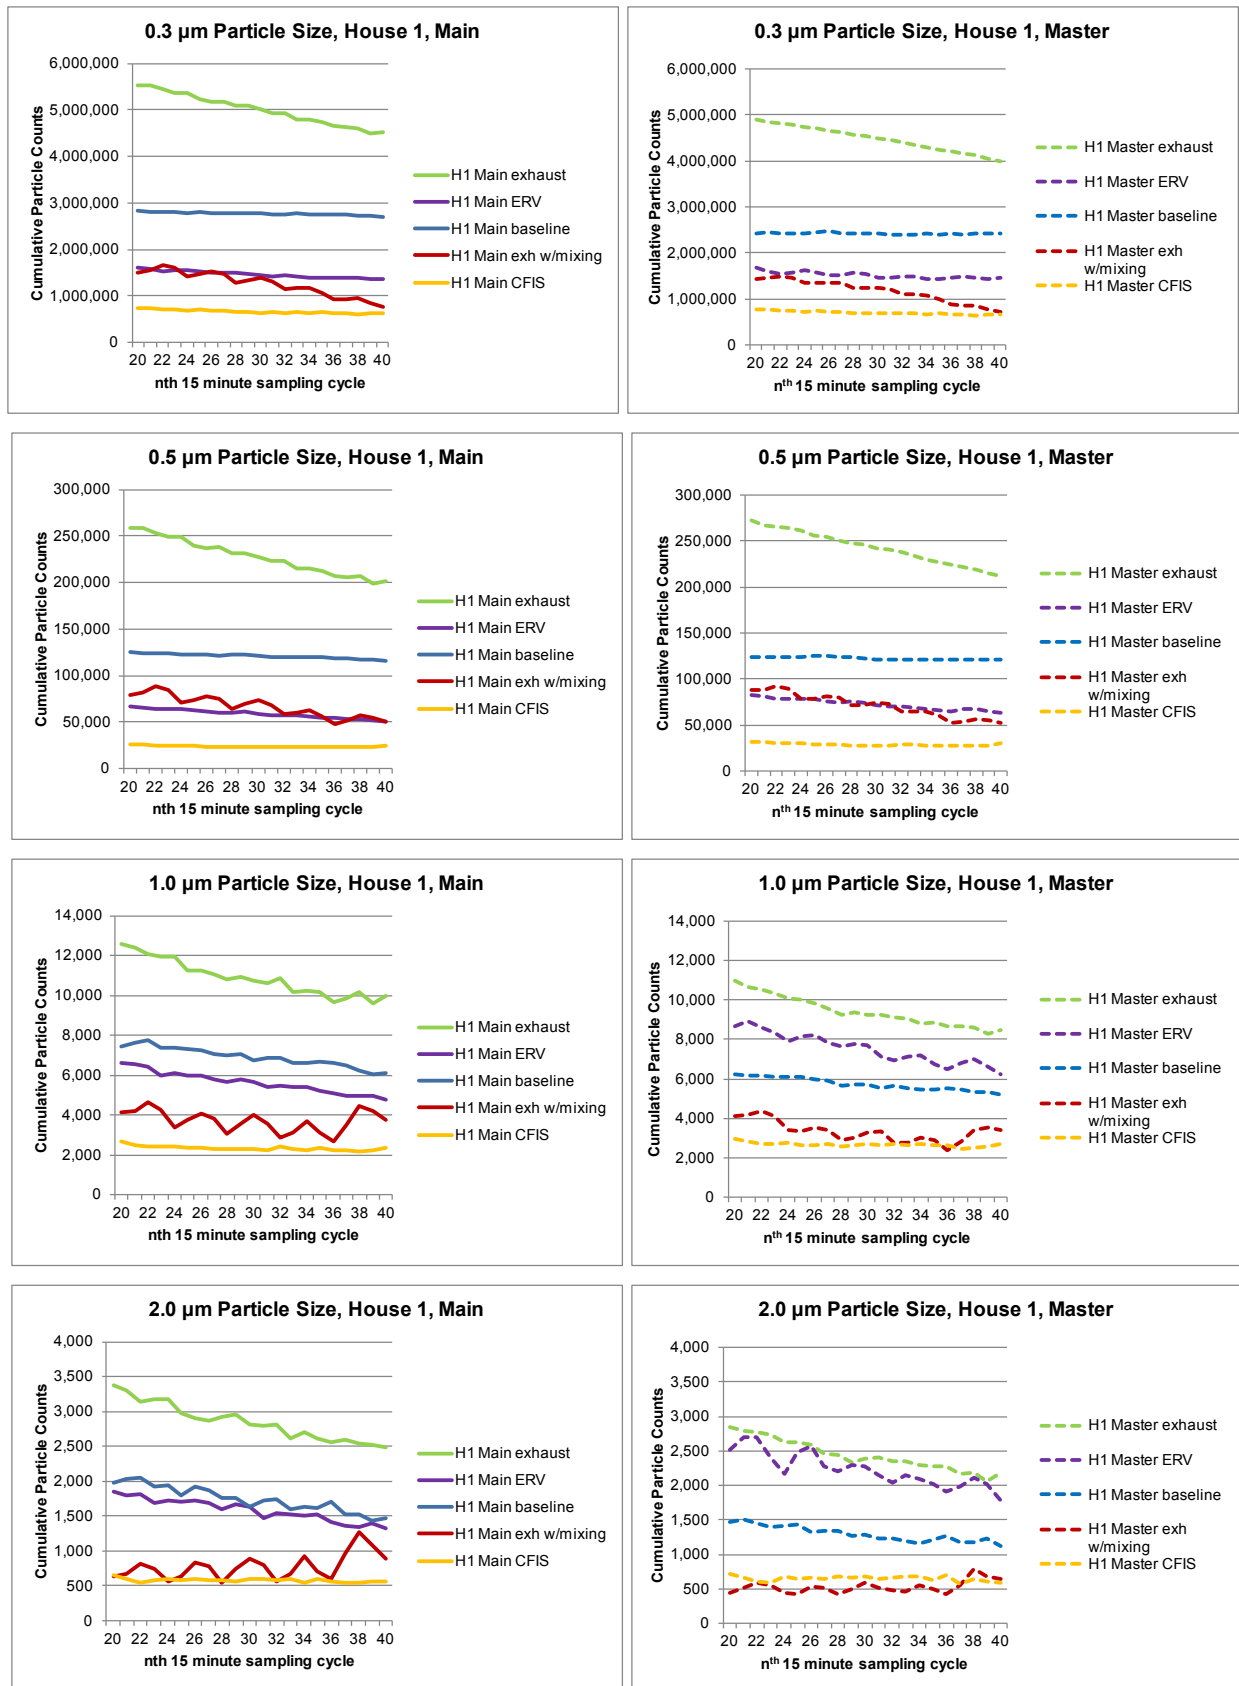 0.3 µm Particle Size, House 1, Main
Cumulative Particle Counts
6,000,000
5,000,000
4,000,000
3,000,000
2,000,000
1,000,000
0
20 22 24 26 28 30 32 34 36 38 40
nth 15 minute sampling cycle
H1 Main exhaust
H1 Main ERV
H1 Main baseline
H1 Main exh w/mixing
H1 Main CFIS
0.3 µm Particle Size, House 1, Master
Cumulative Particle Counts
6,000,000
5,000,000
4,000,000
3,000,000
2,000,000
1,000,000
0
20 22 24 26 28 30 32 34 36 38 40
nth 15 minute sampling cycle
H1 Master exhaust
H1 Master ERV
H1 Master baseline
H1 Master exh
w/mixing
H1 Master CFIS
0.5 µm Particle Size, House 1, Main
Cumulative Particle Counts
300,000
250,000
200,000
150,000
100,000
50,000
0
20 22 24 26 28 30 32 34 36 38 40
nth 15 minute sampling cycle
H1 Main exhaust
H1 Main ERV
H1 Main baseline
H1 Main exh w/mixing
H1 Main CFIS
0.5 µm Particle Size, House 1, Master
Cumulative Particle Counts
300,000
250,000
200,000
150,000
100,000
50,000
0
20 22 24 26 28 30 32 34 36 38 40
nth 15 minute sampling cycle
H1 Master exhaust
H1 Master ERV
H1 Master baseline
H1 Master exh
w/mixing
H1 Master CFIS
1.0 µm Particle Size, House 1, Main
Cumulative Particle Counts
14,000
12,000
10,000
8,000
6,000
4,000
2,000
0
20 22 24 26 28 30 32 34 36 38 40
nth 15 minute sampling cycle
H1 Main exhaust
H1 Main ERV
H1 Main baseline
H1 Main exh w/mixing
H1 Main CFIS
1.0 µm Particle Size, House 1, Master
Cumulative Particle Counts
14,000
12,000
10,000
8,000
6,000
4,000
2,000
0
20 22 24 26 28 30 32 34 36 38 40
nth 15 minute sampling cycle
H1 Master exhaust
H1 Master ERV
H1 Master baseline
H1 Master exh
w/mixing
H1 Master CFIS
2.0 µm Particle Size, House 1, Main
Cumulative Particle Counts
4,000
3,500
3,000
2,500
2,000
1,500
1,000
500
0
20 22 24 26 28 30 32 34 36 38 40
nth 15 minute sampling cycle
H1 Main exhaust
H1 Main ERV
H1 Main baseline
H1 Main exh w/mixing
H1 Main CFIS
2.0 µm Particle Size, House 1, Master
Cumulative Particle Counts
4,000
3,500
3,000
2,500
2,000
1,500
1,000
500
0
20 22 24 26 28 30 32 34 36 38 40
nth 15 minute sampling cycle
H1 Master exhaust
H1 Master ERV
H1 Master baseline
H1 Master exh
w/mixing
H1 Master CFIS